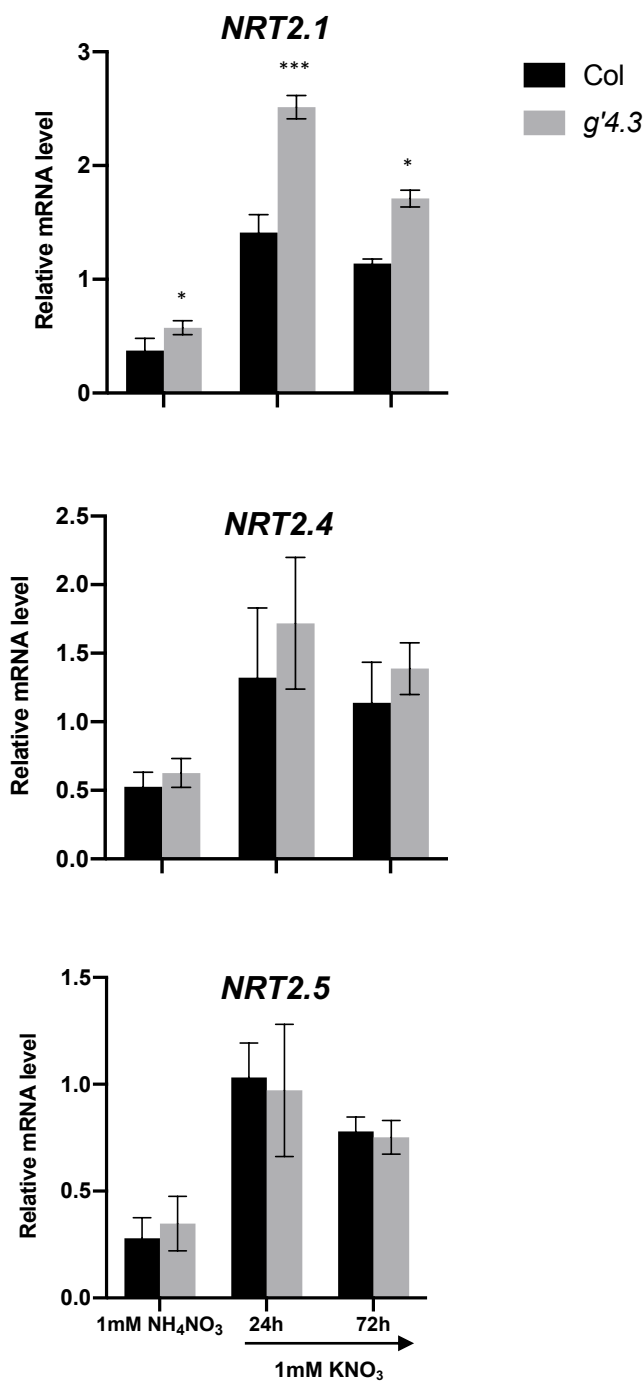 NRT2.1
Col
g'4.3
Relative mRNA level
3
2
1
0
*
***
*
NRT2.4
Relative mRNA level
2.5
2.0
1.5
1.0
0.5
0.0
NRT2.5
Relative mRNA level
1.5
1.0
0.5
0.0
1mM NH₄NO₃ 24h 72h
1mM KNO₃